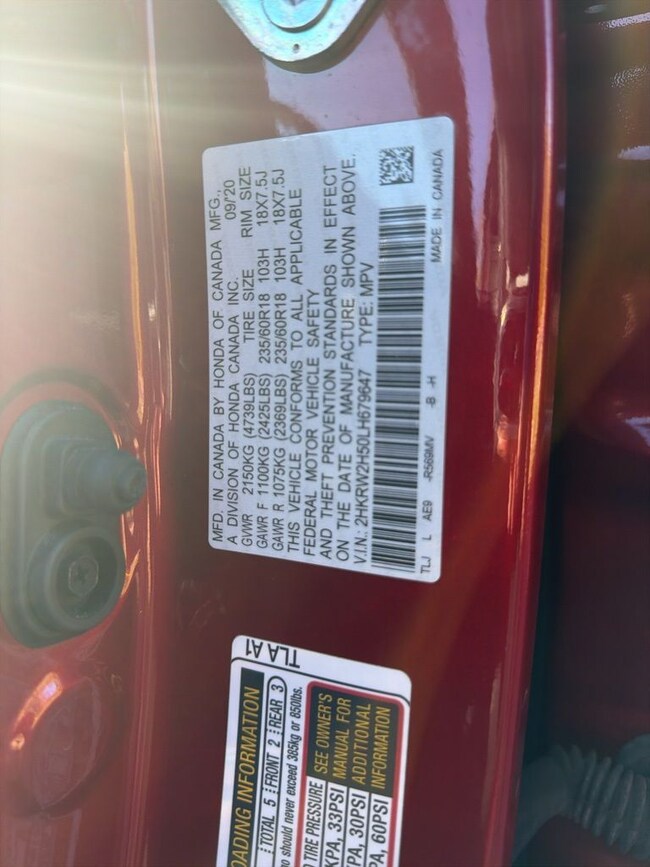 MFD. IN CANADA BY HONDA OF CANADA MFG.,
A DIVISION OF HONDA CANADA INC. 09/'20
GVWR 2150KG (4739LBS) TIRE SIZE RIM SIZE
GAWR F 1100KG (2425LBS) 235/60R18 103H 18X7.5J
GAWR R 1075KG (2369LBS) 235/60R18 103H 18X7.5J
THIS VEHICLE CONFORMS TO ALL APPLICABLE
FEDERAL MOTOR VEHICLE SAFETY
AND THEFT PREVENTION STANDARDS IN EFFECT
ON THE DATE OF MANUFACTURE SHOWN ABOVE.
V.I.N.: 2HKRW2H50LH679647 TYPE: MPV
TLJ L AE9 -R569MV -B -H MADE IN CANADA
TLA A1
OADING INFORMATION
TOTAL 5 FRONT 2 REAR 3
should never exceed 385kg or 850lbs.
TIRE PRESSURE
KPA, 33PSI
PA, 30PSI
PA, 60PSI
SEE OWNER'S
MANUAL FOR
ADDITIONAL
INFORMATION